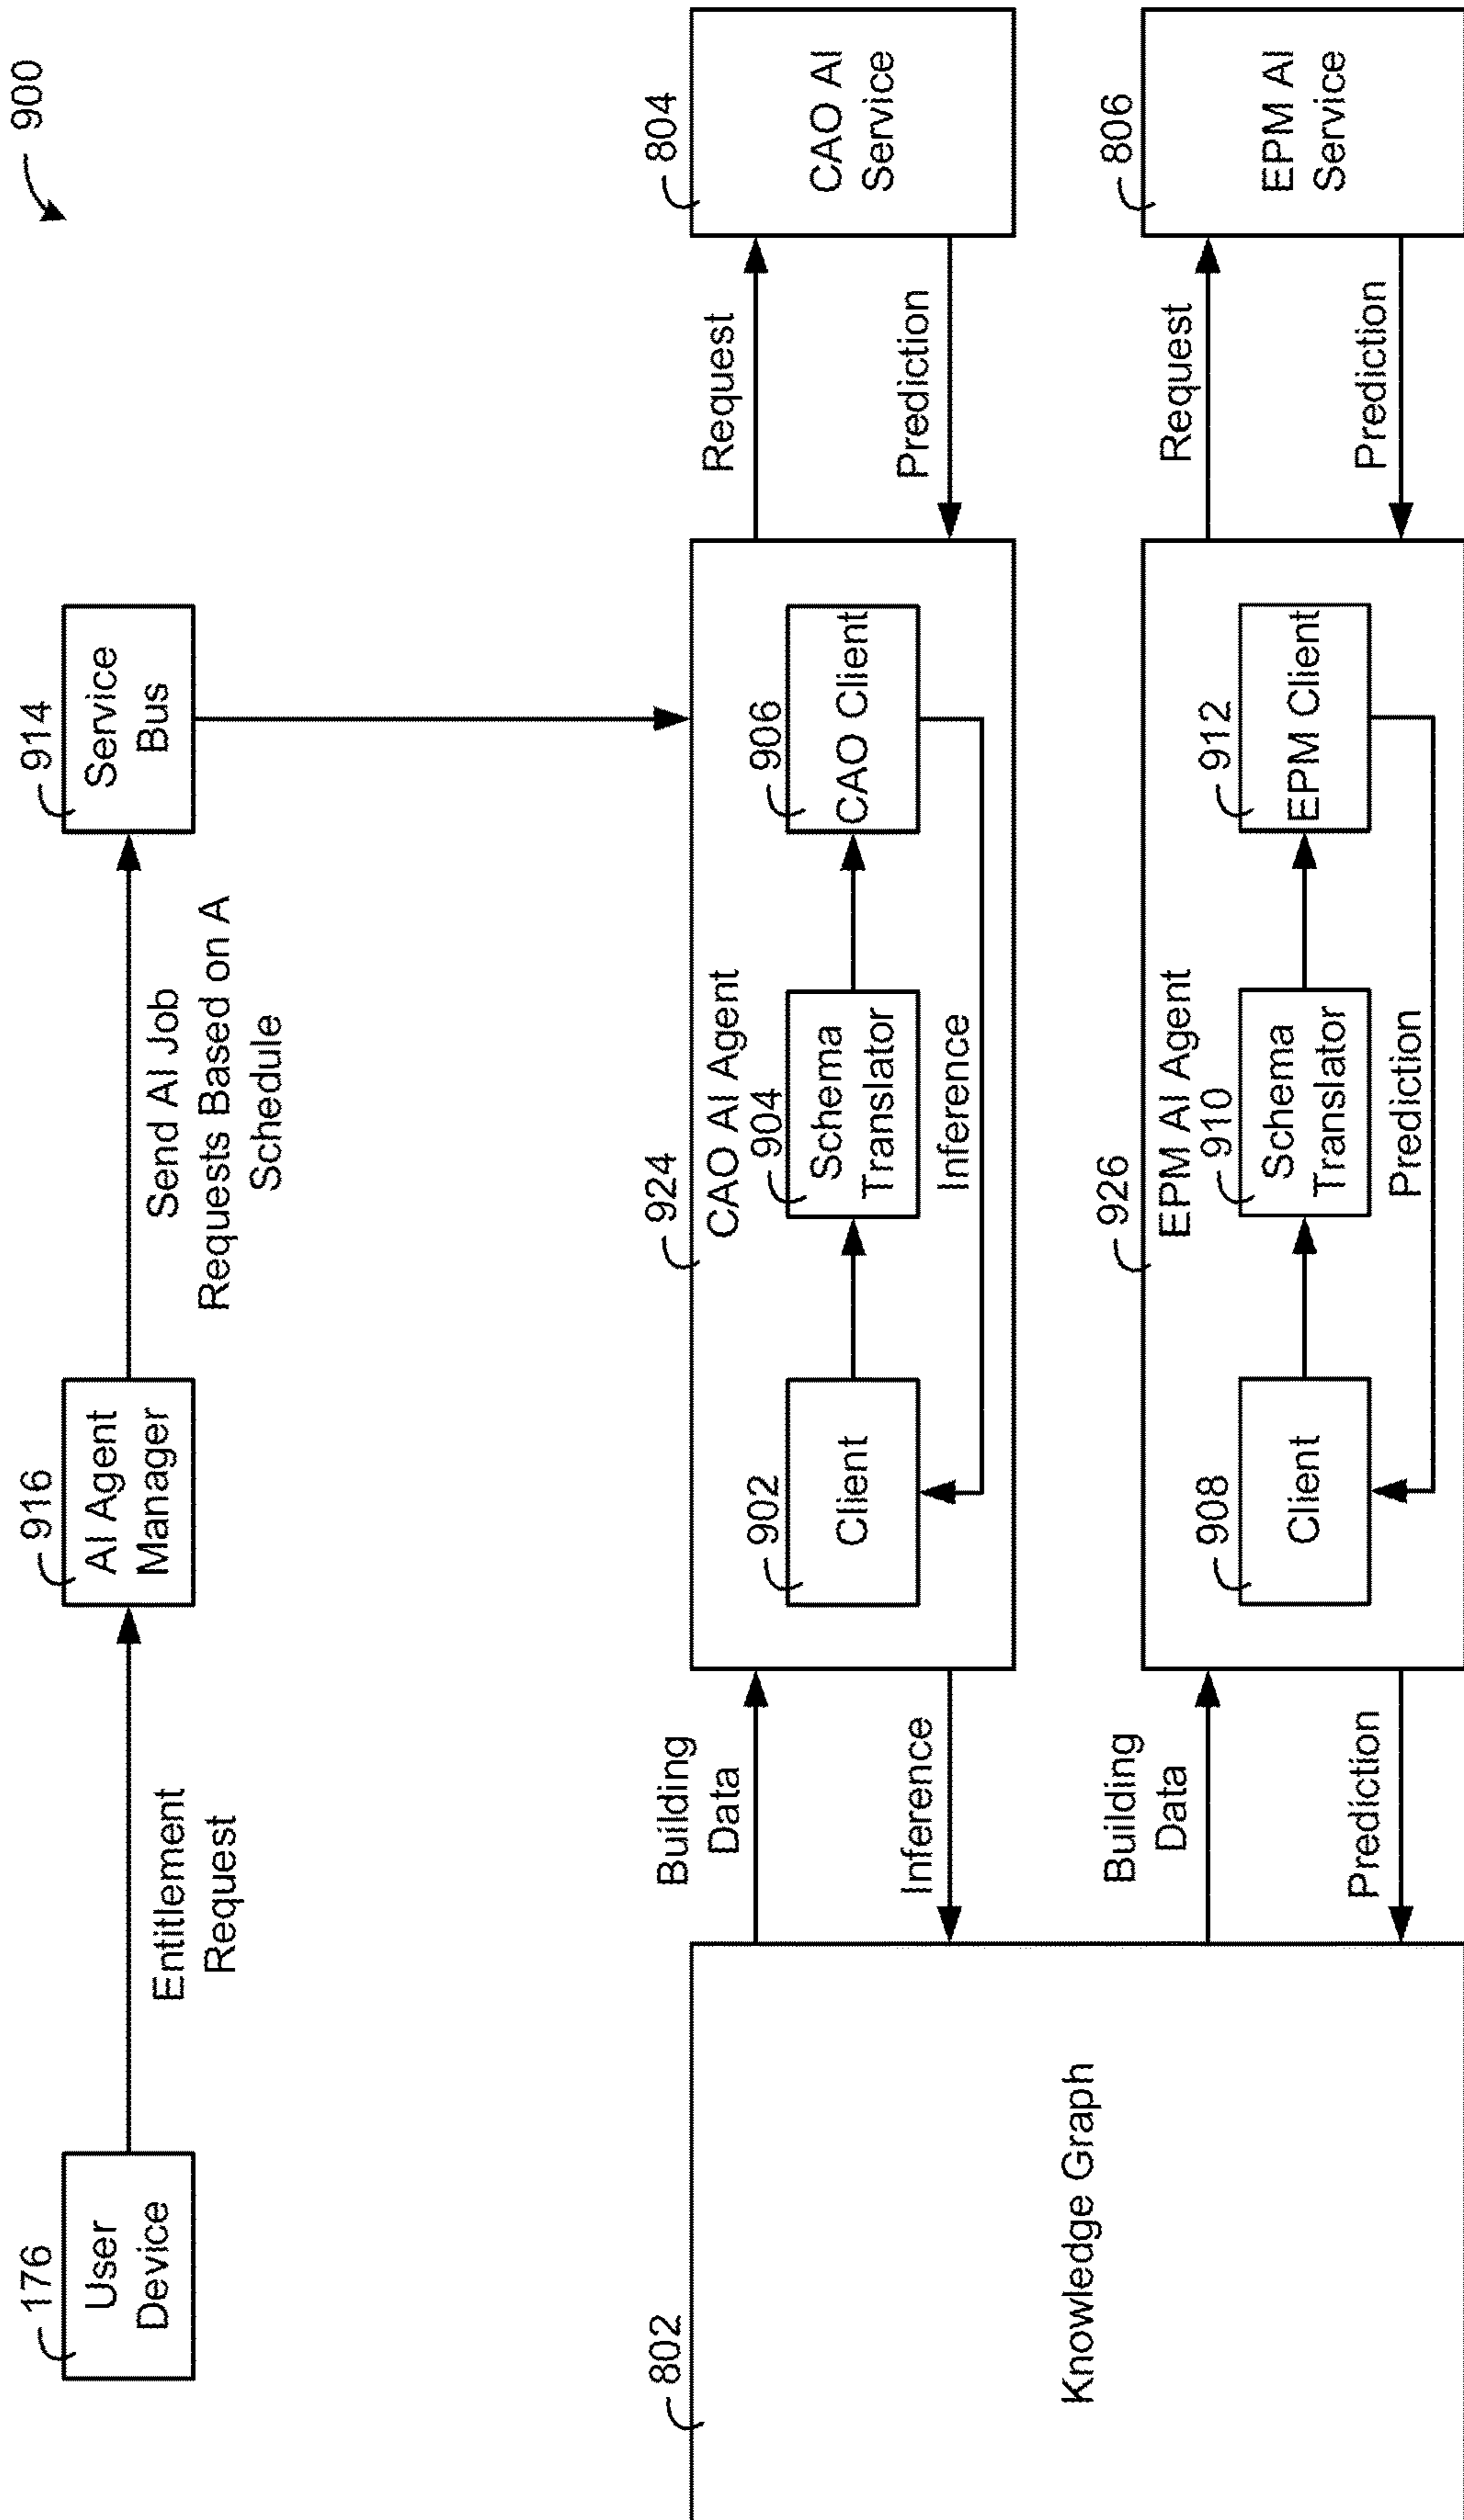 900
176
User
Device
Entitlement
Request
916
AI Agent
Manager
Send AI Job
Requests Based on A
Schedule
914
Service
Bus
802
Knowledge Graph
Building
Data
Inference
924
CAO AI Agent
902
Client
904
Schema
Translator
906
CAO Client
Inference
Request
Prediction
804
CAO AI
Service
Building
Data
Prediction
926
EPM AI Agent
908
Client
910
Schema
Translator
912
EPM Client
Prediction
Request
Prediction
806
EPM AI
Service